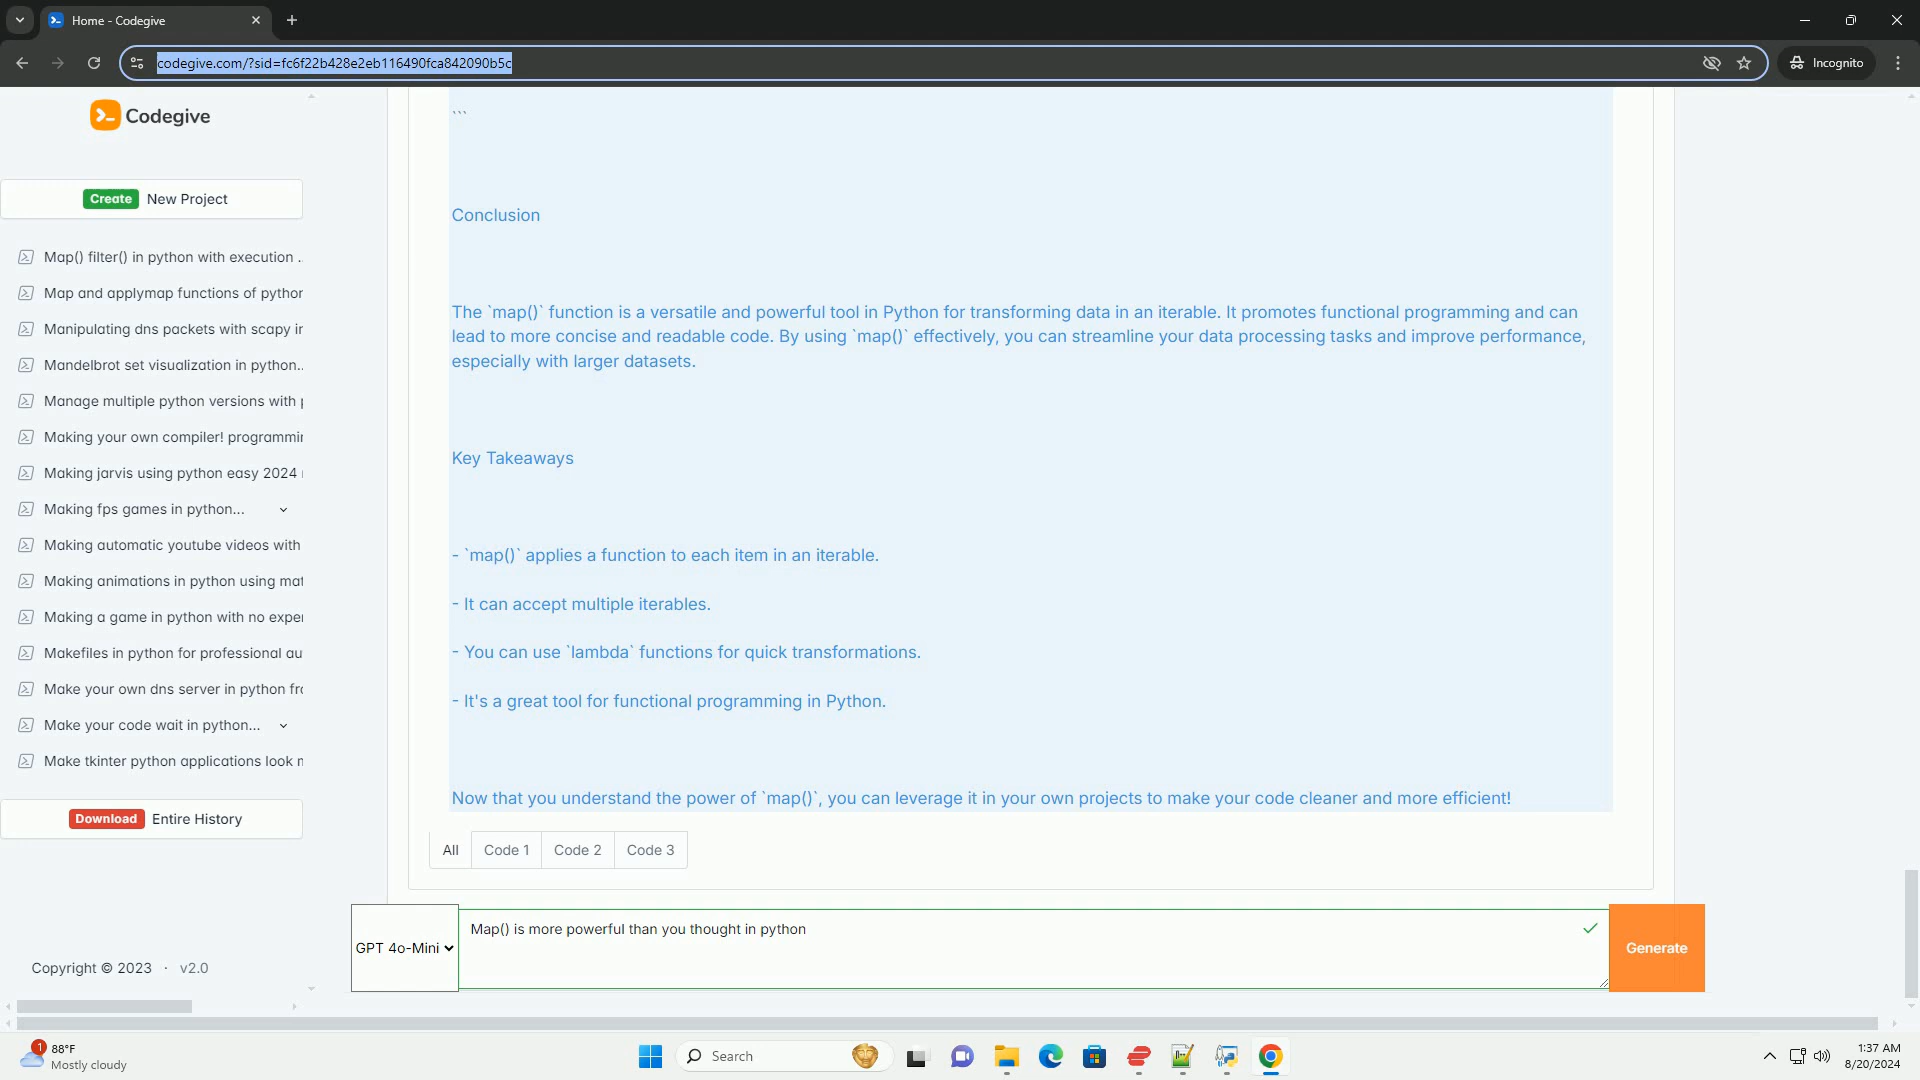 Home - Codegive
codegive.com/?sid=fc6f22b428e2eb116490fca842090b5c
Incognito
Codegive
Create New Project
Map() filter() in python with execution ..
Map and applymap functions of python
Manipulating dns packets with scapy in
Mandelbrot set visualization in python...
Manage multiple python versions with p
Making your own compiler! programmin
Making jarvis using python easy 2024
Making fps games in python...
Making automatic youtube videos with
Making animations in python using mat
Making a game in python with no exper
Makefiles in python for professional au
Make your own dns server in python fro
Make your code wait in python...
Make tkinter python applications look m
Download Entire History
Copyright © 2023 · v2.0
```
Conclusion
The `map()` function is a versatile and powerful tool in Python for transforming data in an iterable. It promotes functional programming and can
lead to more concise and readable code. By using `map()` effectively, you can streamline your data processing tasks and improve performance,
especially with larger datasets.
Key Takeaways
- `map()` applies a function to each item in an iterable.
- It can accept multiple iterables.
- You can use `lambda` functions for quick transformations.
- It's a great tool for functional programming in Python.
Now that you understand the power of `map()`, you can leverage it in your own projects to make your code cleaner and more efficient!
All Code 1 Code 2 Code 3
GPT 4o-Mini
Map() is more powerful than you thought in python
Generate
1
88°F
Mostly cloudy
Search
1:37 AM
8/20/2024